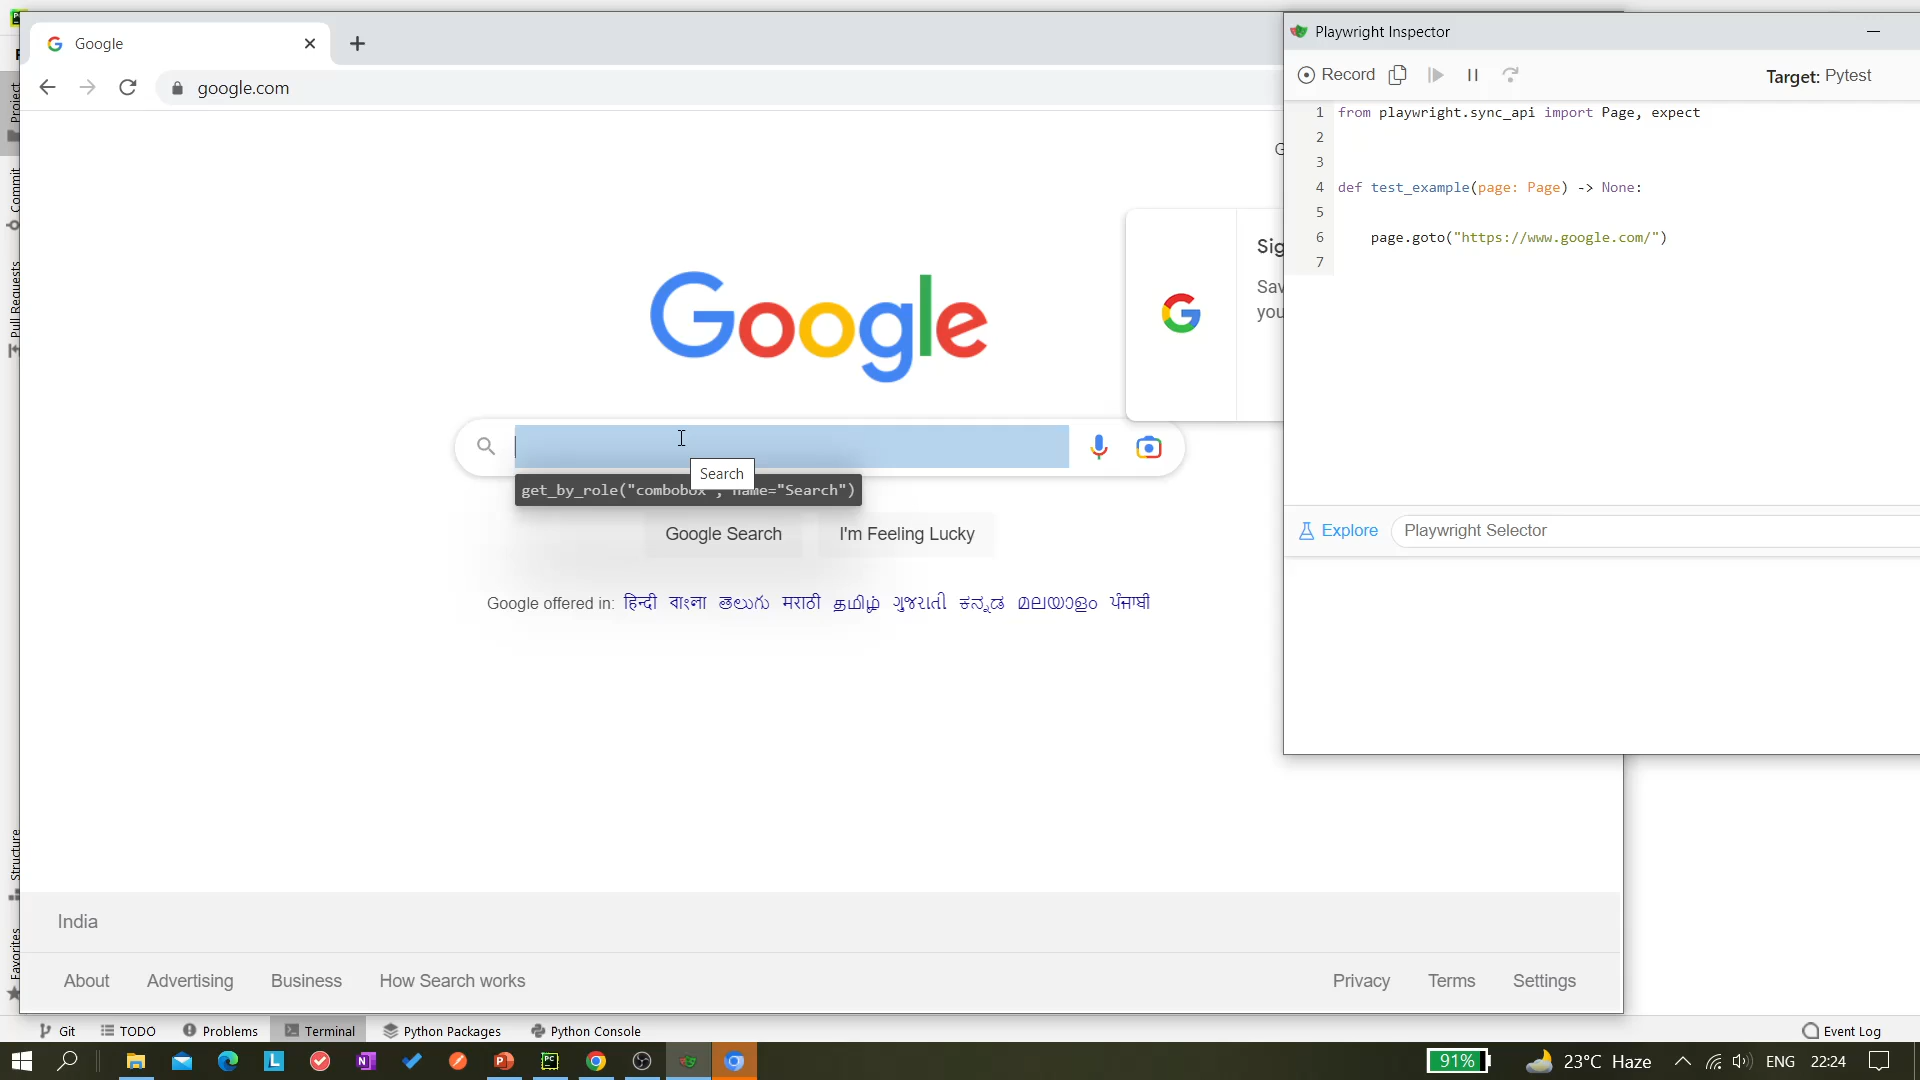 Google
google.com
G
Sig
Sav
you
Google
Search
get_by_role("combobox", name="Search")
Google Search
I'm Feeling Lucky
Google offered in: हिन्दी বাংলা తెలుగు मराठी தமிழ் ગુજરાતી ಕನ್ನಡ മലയാളം ਪੰਜਾਬੀ
India
About
Advertising
Business
How Search works
Privacy
Terms
Settings
Playwright Inspector
Record
Target: Pytest
1 from playwright.sync_api import Page, expect
2
3
4 def test_example(page: Page) -> None:
5
6 page.goto("https://www.google.com/")
7
Explore
Playwright Selector
Project
Commit
Pull Requests
Structure
Favorites
Git
TODO
Problems
Terminal
Python Packages
Python Console
Event Log
91%
23°C Haze
ENG
22:24